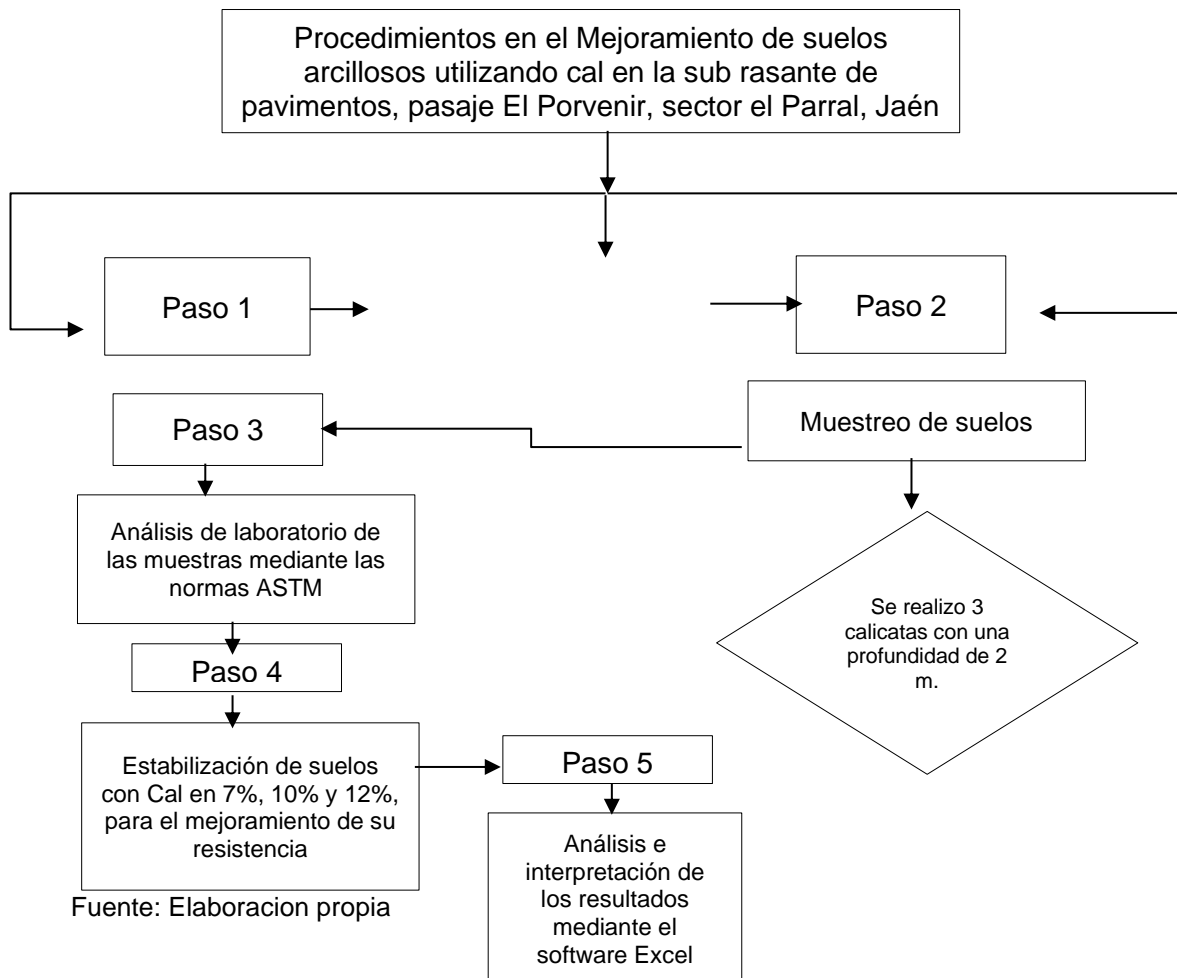 Procedimientos en el Mejoramiento de suelos
arcillosos utilizando cal en la sub rasante de
pavimentos, pasaje El Porvenir, sector el Parral, Jaén
Paso 1
Paso 2
Muestreo de suelos
Se realizo 3
calicatas con una
profundidad de 2
m.
Paso 3
Análisis de laboratorio de
las muestras mediante las
normas ASTM
Paso 4
Estabilización de suelos
con Cal en 7%, 10% y 12%,
para el mejoramiento de su
resistencia
Paso 5
Análisis e
interpretación de
los resultados
mediante el
software Excel
Fuente: Elaboracion propia